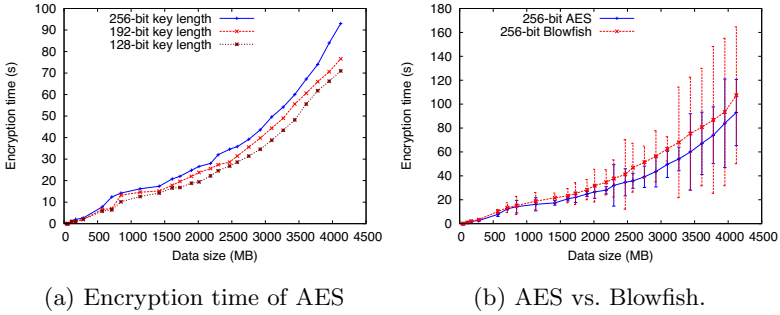 256-bit key length
192-bit key length
128-bit key length
Encryption time (s)
100
90
80
70
60
50
40
30
20
10
0
0 500 1000 1500 2000 2500 3000 3500 4000 4500
Data size (MB)
(a) Encryption time of AES
256-bit AES
256-bit Blowfish
Encryption time (s)
180
160
140
120
100
80
60
40
20
0
0 500 1000 1500 2000 2500 3000 3500 4000 4500
Data size (MB)
(b) AES vs. Blowfish.